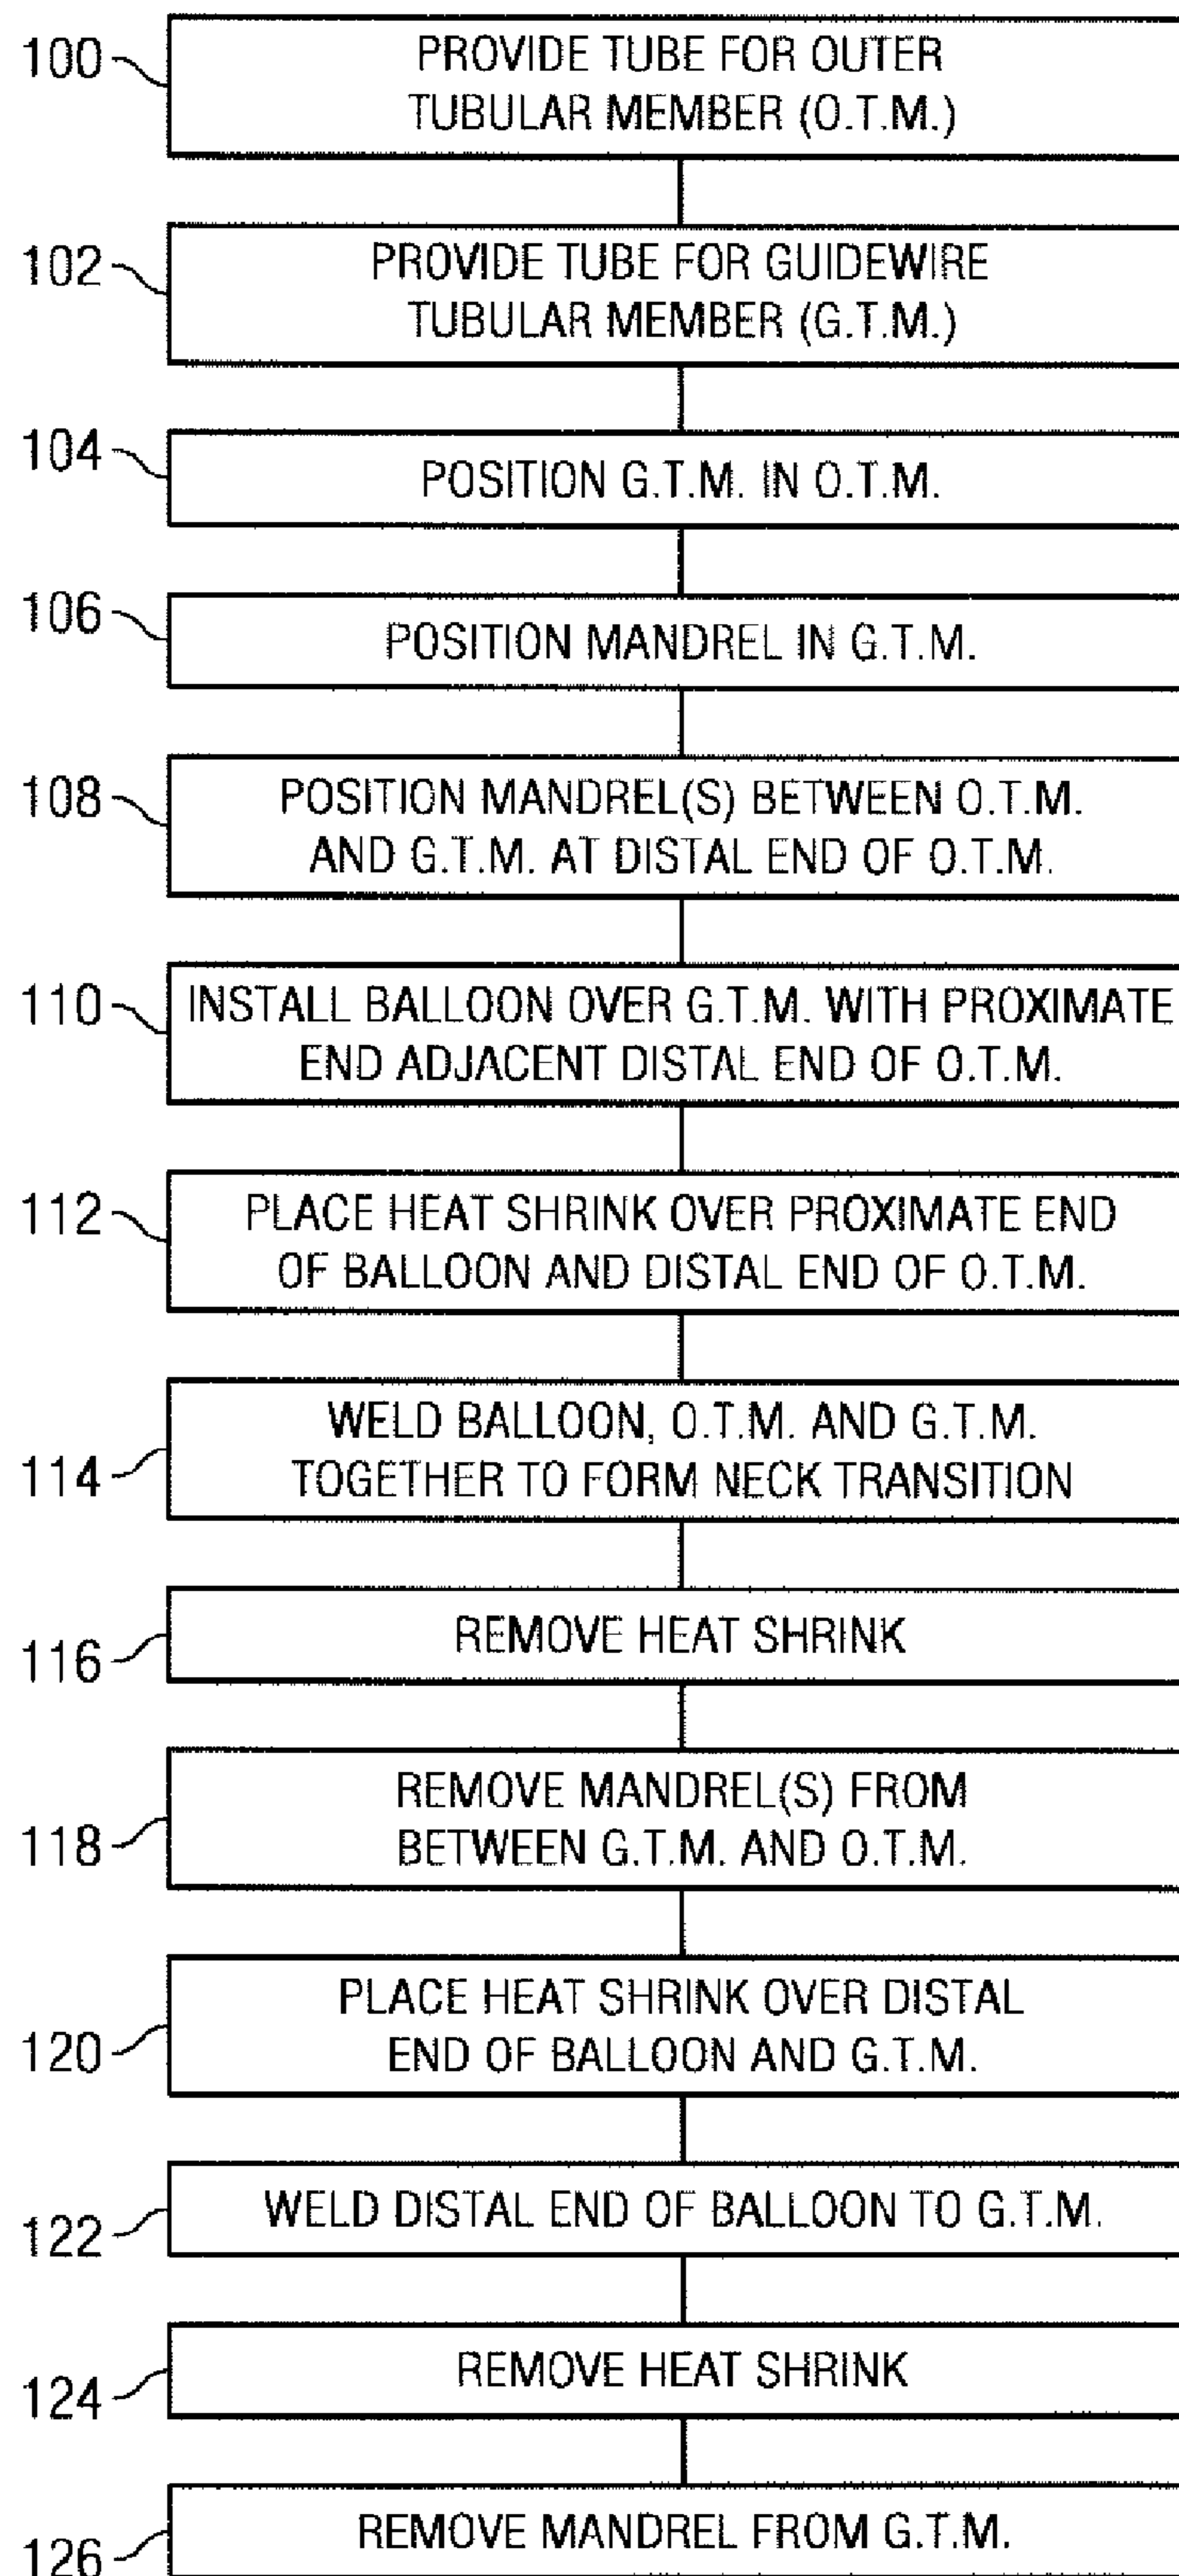 100
PROVIDE TUBE FOR OUTER
TUBULAR MEMBER (O.T.M.)
102
PROVIDE TUBE FOR GUIDEWIRE
TUBULAR MEMBER (G.T.M.)
104
POSITION G.T.M. IN O.T.M.
106
POSITION MANDREL IN G.T.M.
108
POSITION MANDREL(S) BETWEEN O.T.M.
AND G.T.M. AT DISTAL END OF O.T.M.
110
INSTALL BALLOON OVER G.T.M. WITH PROXIMATE
END ADJACENT DISTAL END OF O.T.M.
112
PLACE HEAT SHRINK OVER PROXIMATE END
OF BALLOON AND DISTAL END OF O.T.M.
114
WELD BALLOON, O.T.M. AND G.T.M.
TOGETHER TO FORM NECK TRANSITION
116
REMOVE HEAT SHRINK
118
REMOVE MANDREL(S) FROM
BETWEEN G.T.M. AND O.T.M.
120
PLACE HEAT SHRINK OVER DISTAL
END OF BALLOON AND G.T.M.
122
WELD DISTAL END OF BALLOON TO G.T.M.
124
REMOVE HEAT SHRINK
126
REMOVE MANDREL FROM G.T.M.